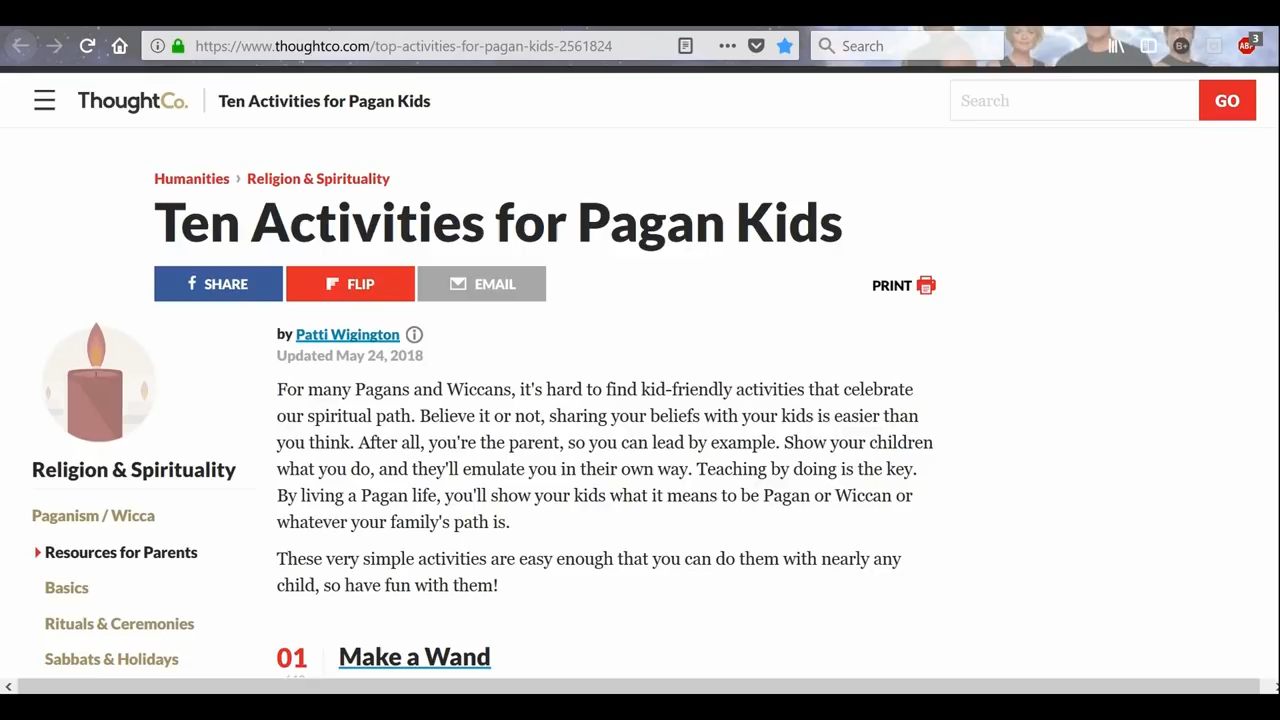 https://www.thoughtco.com/top-activities-for-pagan-kids-2561824
Search
B+
ABP
3
ThoughtCo.
Ten Activities for Pagan Kids
Search
GO
Humanities › Religion & Spirituality
Ten Activities for Pagan Kids
f SHARE
FLIP
EMAIL
PRINT
by Patti Wigington
Updated May 24, 2018
For many Pagans and Wiccans, it's hard to find kid-friendly activities that celebrate
our spiritual path. Believe it or not, sharing your beliefs with your kids is easier than
you think. After all, you're the parent, so you can lead by example. Show your children
what you do, and they'll emulate you in their own way. Teaching by doing is the key.
By living a Pagan life, you'll show your kids what it means to be Pagan or Wiccan or
whatever your family's path is.
These very simple activities are easy enough that you can do them with nearly any
child, so have fun with them!
Religion & Spirituality
Paganism / Wicca
Resources for Parents
Basics
Rituals & Ceremonies
Sabbats & Holidays
01
Make a Wand